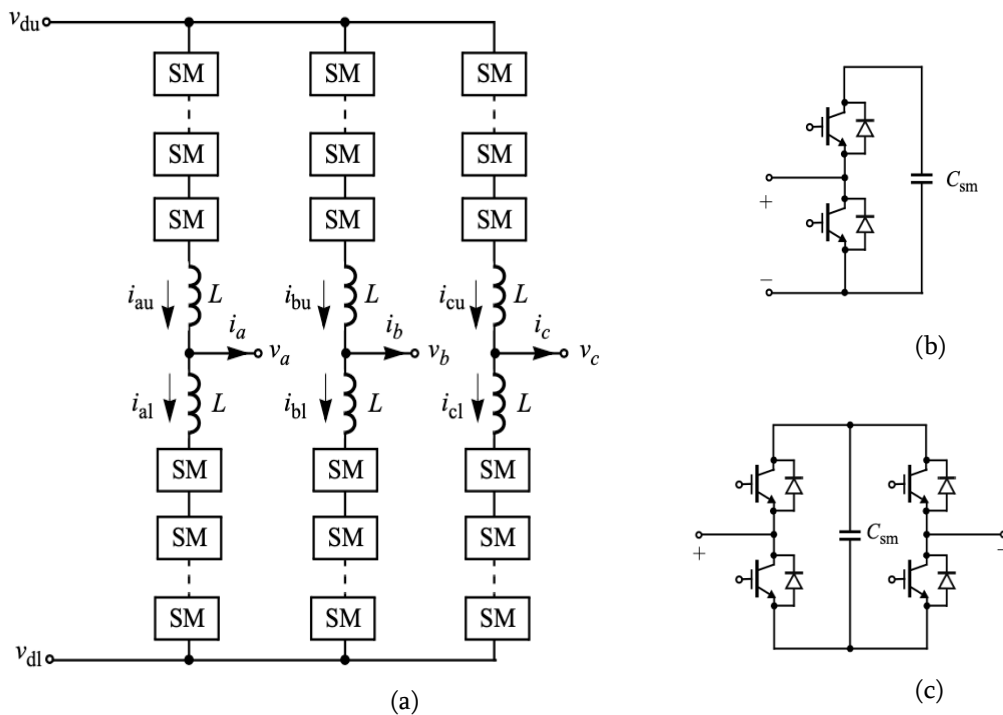 v_du
SM SM SM
SM SM SM
SM SM SM
i_au L i_bu L i_cu L
i_a i_b i_c
v_a v_b v_c
i_al L i_bl L i_cl L
SM SM SM
SM SM SM
SM SM SM
v_dl
(a)
+
C_sm
−
(b)
+
C_sm
−
(c)